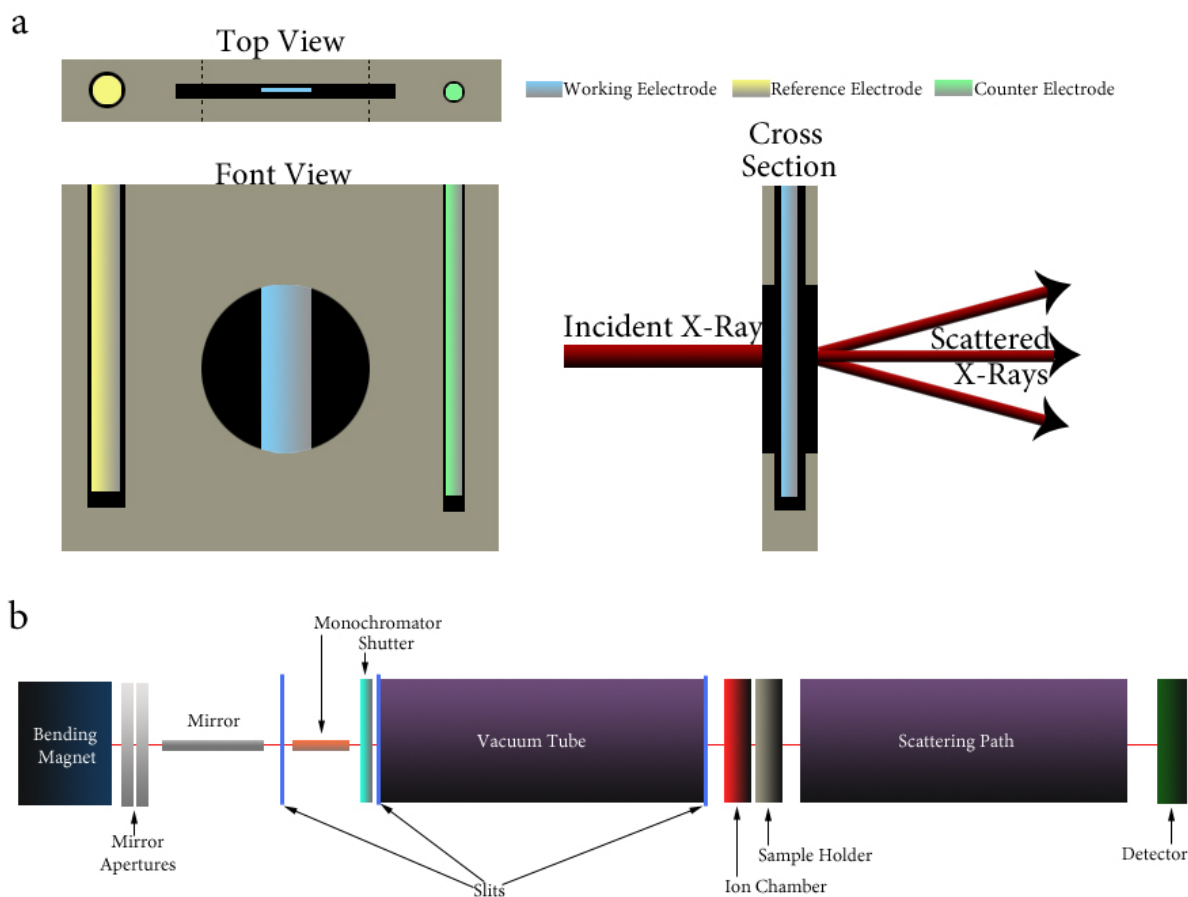 a
Top View
Working Eelectrode
Reference Electrode
Counter Electrode
Font View
Cross
Section
Incident X-Ray
Scattered
X-Rays
b
Monochromator
Shutter
Bending
Magnet
Mirror
Vacuum Tube
Scattering Path
Mirror
Apertures
Slits
Ion Chamber
Sample Holder
Detector